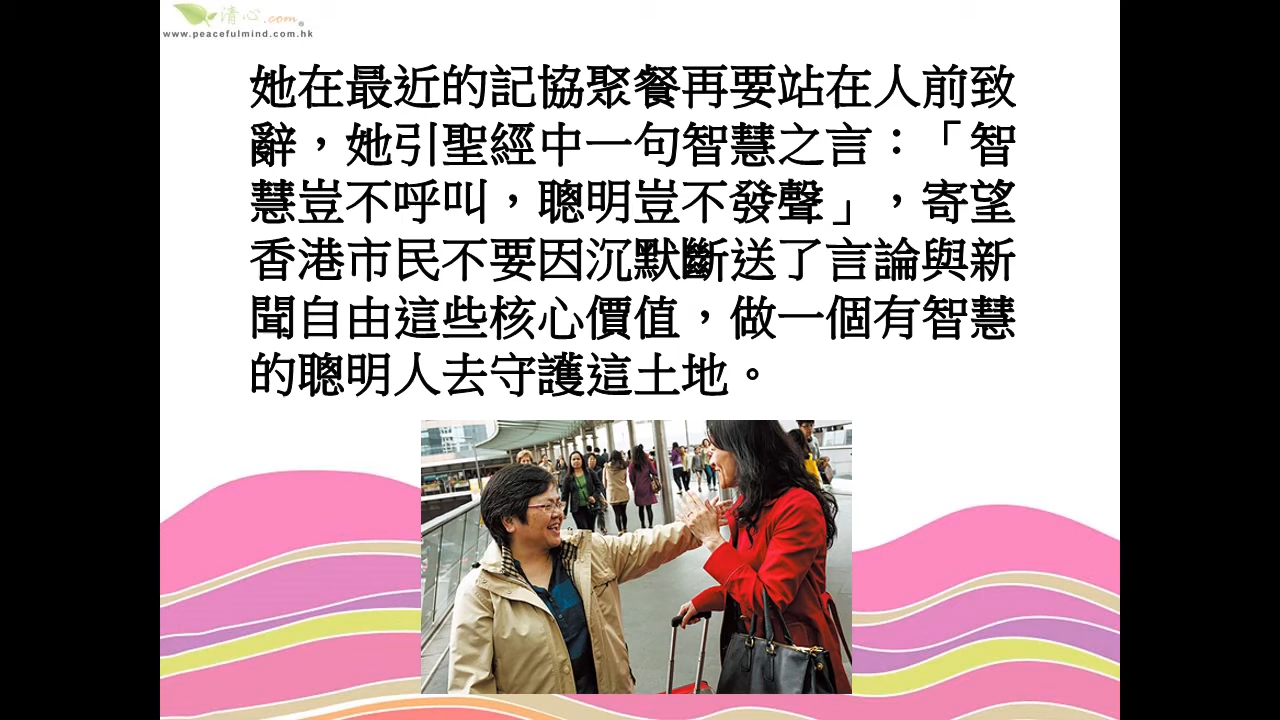 清心.com
www.peacefulmind.com.hk
她在最近的記協聚餐再要站在人前致
辭，她引聖經中一句智慧之言：「智
慧豈不呼叫，聰明豈不發聲」，寄望
香港市民不要因沉默斷送了言論與新
聞自由這些核心價值，做一個有智慧
的聰明人去守護這土地。